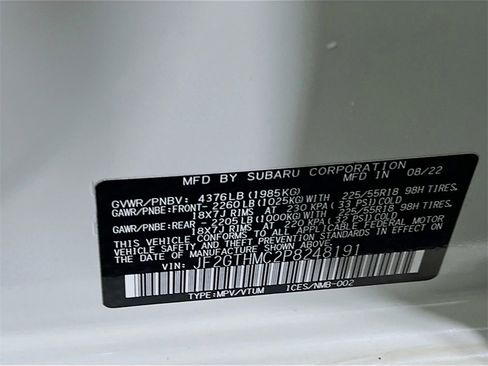 MFD BY SUBARU CORPORATION
MFD IN 08/22
GVWR/PNBV: 4376LB (1985KG)
GAWR/PNBE:FRONT-2260LB(1025KG)WITH 225/55R18 98H TIRES,
18X7J RIMS AT 230 KPA (33 PSI)COLD
GAWR/PNBE:REAR -2205LB(1000KG)WITH 225/55R18 98H TIRES,
18X7J RIMS AT 220 KPA (32 PSI)COLD
THIS VEHICLE CONFORMS TO ALL APPLICABLE FEDERAL MOTOR
VEHICLE SAFETY AND THEFT PREVENTION STANDARDS IN EFFECT ON
THE DATE OF MANUFACTURE SHOWN ABOVE.
VIN: JF2GTHMC2P8248191
TYPE:MPV/VTUM ICES/NMB-002